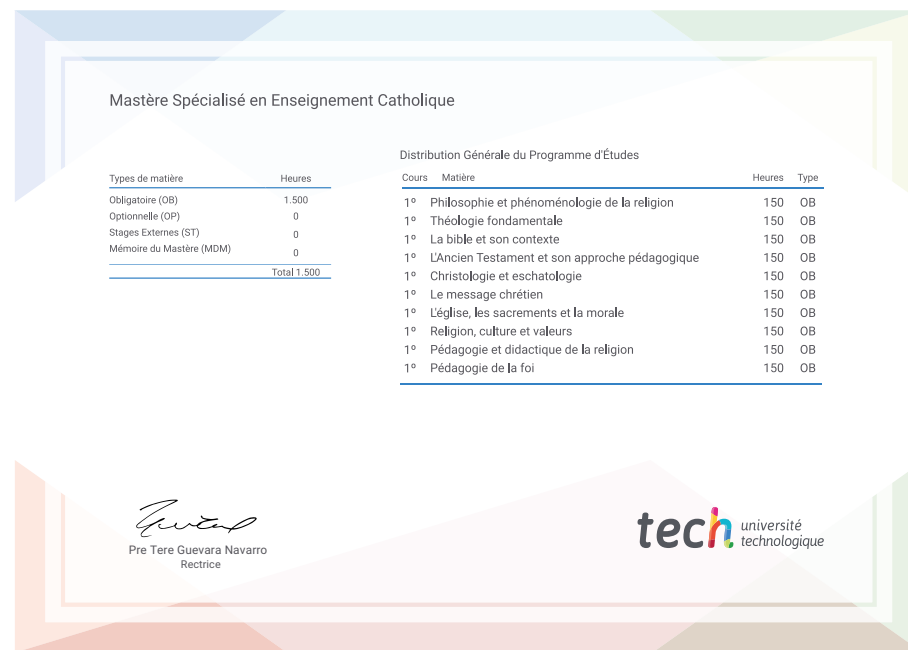 Mastère Spécialisé en Enseignement Catholique
Types de matière Heures
Obligatoire (OB) 1.500
Optionnelle (OP) 0
Stages Externes (ST) 0
Mémoire du Mastère (MDM) 0
Total 1.500
Distribution Générale du Programme d'Études
Cours Matière Heures Type
1º Philosophie et phénoménologie de la religion 150 OB
1º Théologie fondamentale 150 OB
1º La bible et son contexte 150 OB
1º L'Ancien Testament et son approche pédagogique 150 OB
1º Christologie et eschatologie 150 OB
1º Le message chrétien 150 OB
1º L'église, les sacrements et la morale 150 OB
1º Religion, culture et valeurs 150 OB
1º Pédagogie et didactique de la religion 150 OB
1º Pédagogie de la foi 150 OB
Pre Tere Guevara Navarro
Rectrice
tech université
technologique